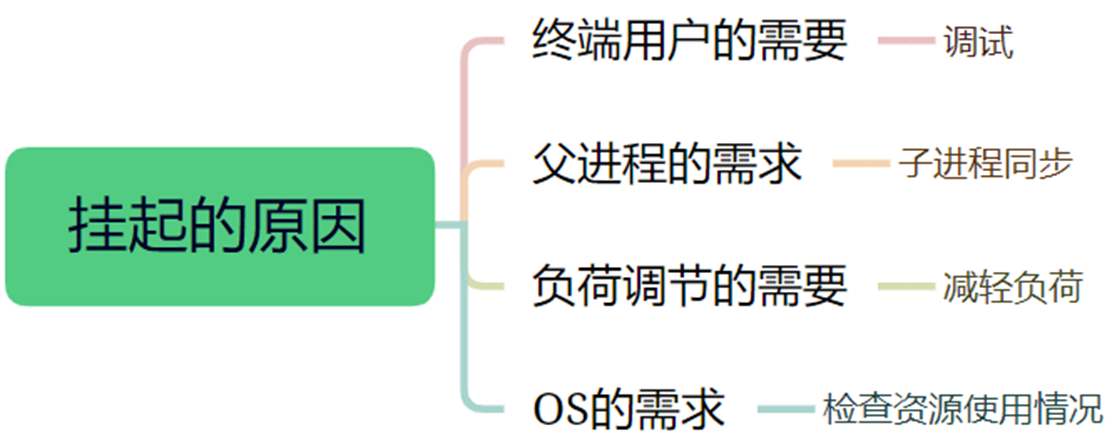 挂起的原因
终端用户的需要
调试
父进程的需求
子进程同步
负荷调节的需要
减轻负荷
OS的需求
检查资源使用情况